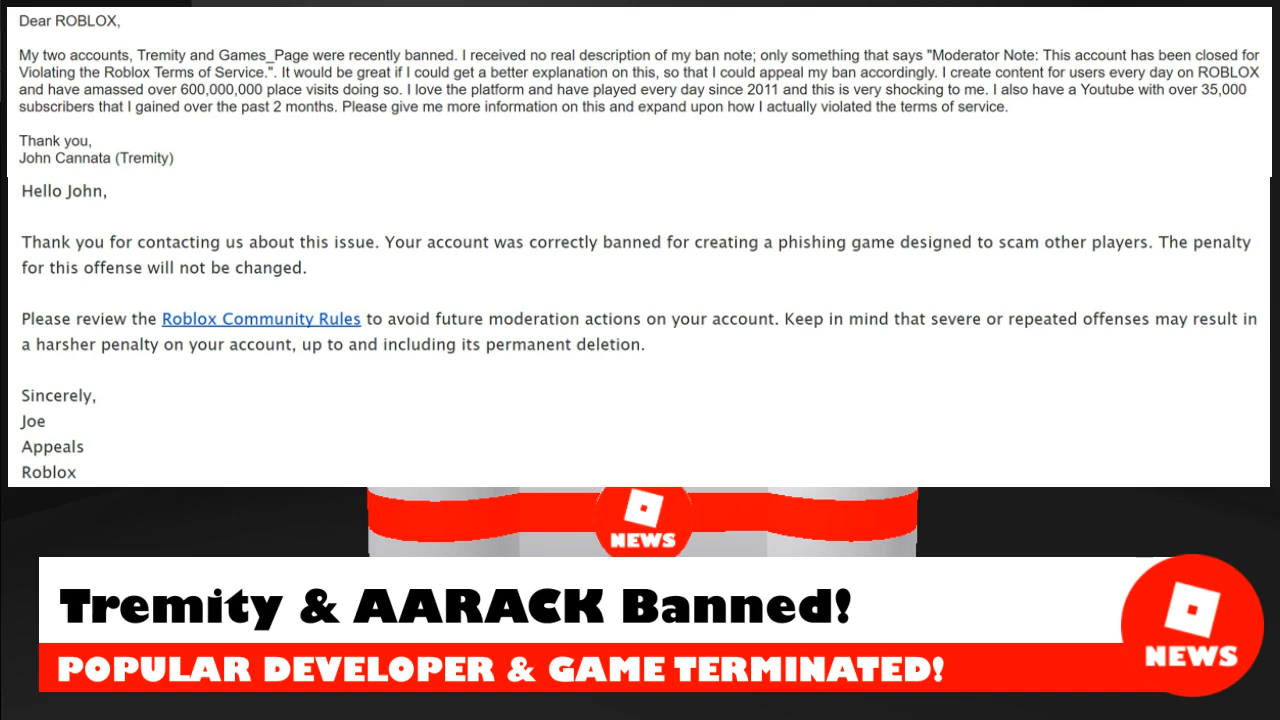 Dear ROBLOX,
My two accounts, Tremity and Games_Page were recently banned. I received no real description of my ban note; only something that says "Moderator Note: This account has been closed for
Violating the Roblox Terms of Service.". It would be great if I could get a better explanation on this, so that I could appeal my ban accordingly. I create content for users every day on ROBLOX
and have amassed over 600,000,000 place visits doing so. I love the platform and have played every day since 2011 and this is very shocking to me. I also have a Youtube with over 35,000
subscribers that I gained over the past 2 months. Please give me more information on this and expand upon how I actually violated the terms of service.
Thank you,
John Cannata (Tremity)
Hello John,
Thank you for contacting us about this issue. Your account was correctly banned for creating a phishing game designed to scam other players. The penalty
for this offense will not be changed.
Please review the Roblox Community Rules to avoid future moderation actions on your account. Keep in mind that severe or repeated offenses may result in
a harsher penalty on your account, up to and including its permanent deletion.
Sincerely,
Joe
Appeals
Roblox
NEWS
Tremity & AARACK Banned!
POPULAR DEVELOPER & GAME TERMINATED!
NEWS